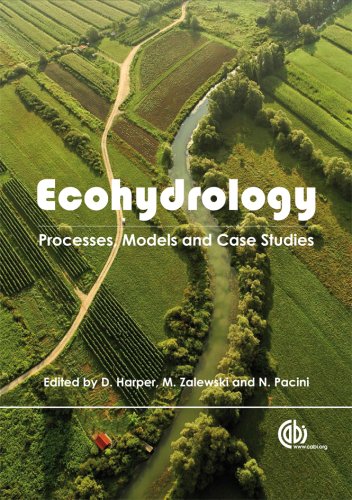 Ecohydrology
Processes, Models and Case Studies
Edited by D. Harper, M. Zalewski and N. Pacini
cabi
www.cabi.org